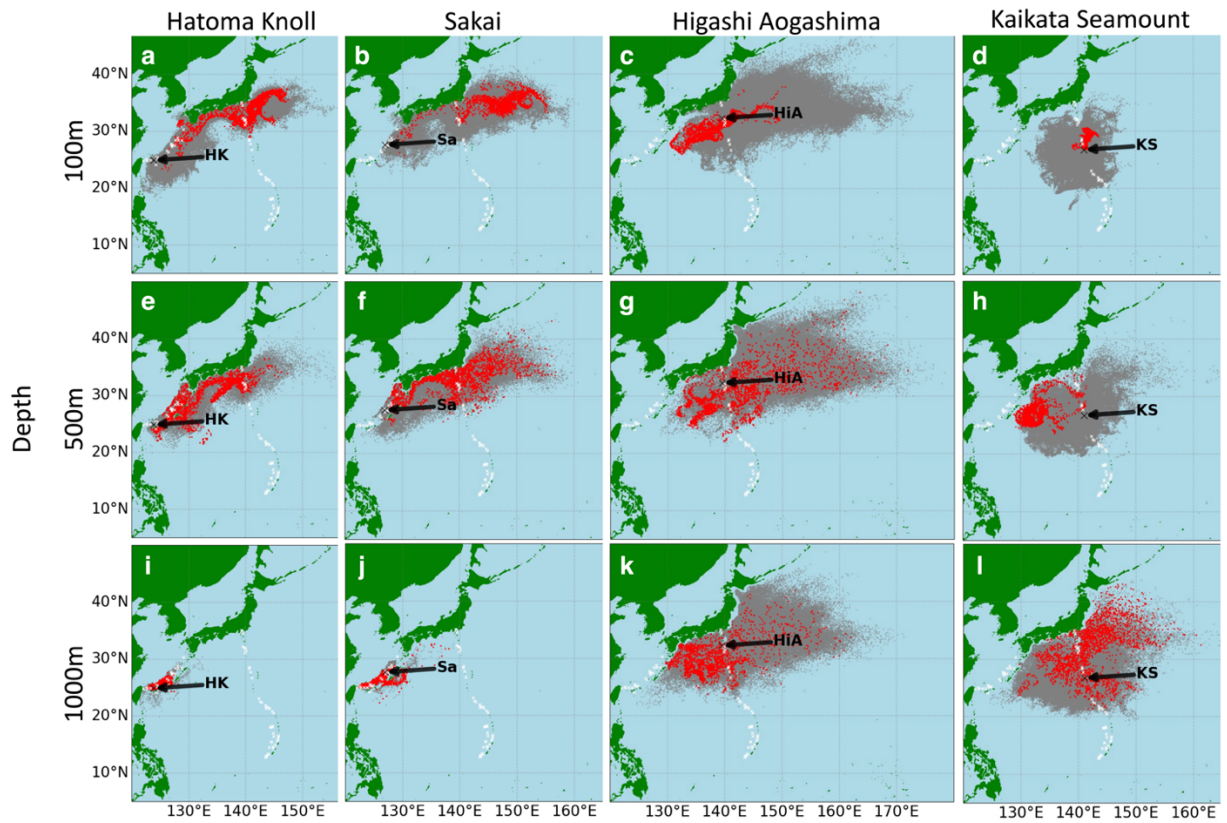 Hatoma Knoll Sakai Higashi Aogashima Kaikata Seamount
Depth
100m
40°N
30°N
20°N
10°N
a HK
b Sa
c HiA
d KS
500m
40°N
30°N
20°N
10°N
e HK
f Sa
g HiA
h KS
1000m
40°N
30°N
20°N
10°N
i HK
j Sa
k HiA
l KS
130°E 140°E 150°E 130°E 140°E 150°E 160°E 130°E 140°E 150°E 160°E 170°E 130°E 140°E 150°E 160°E